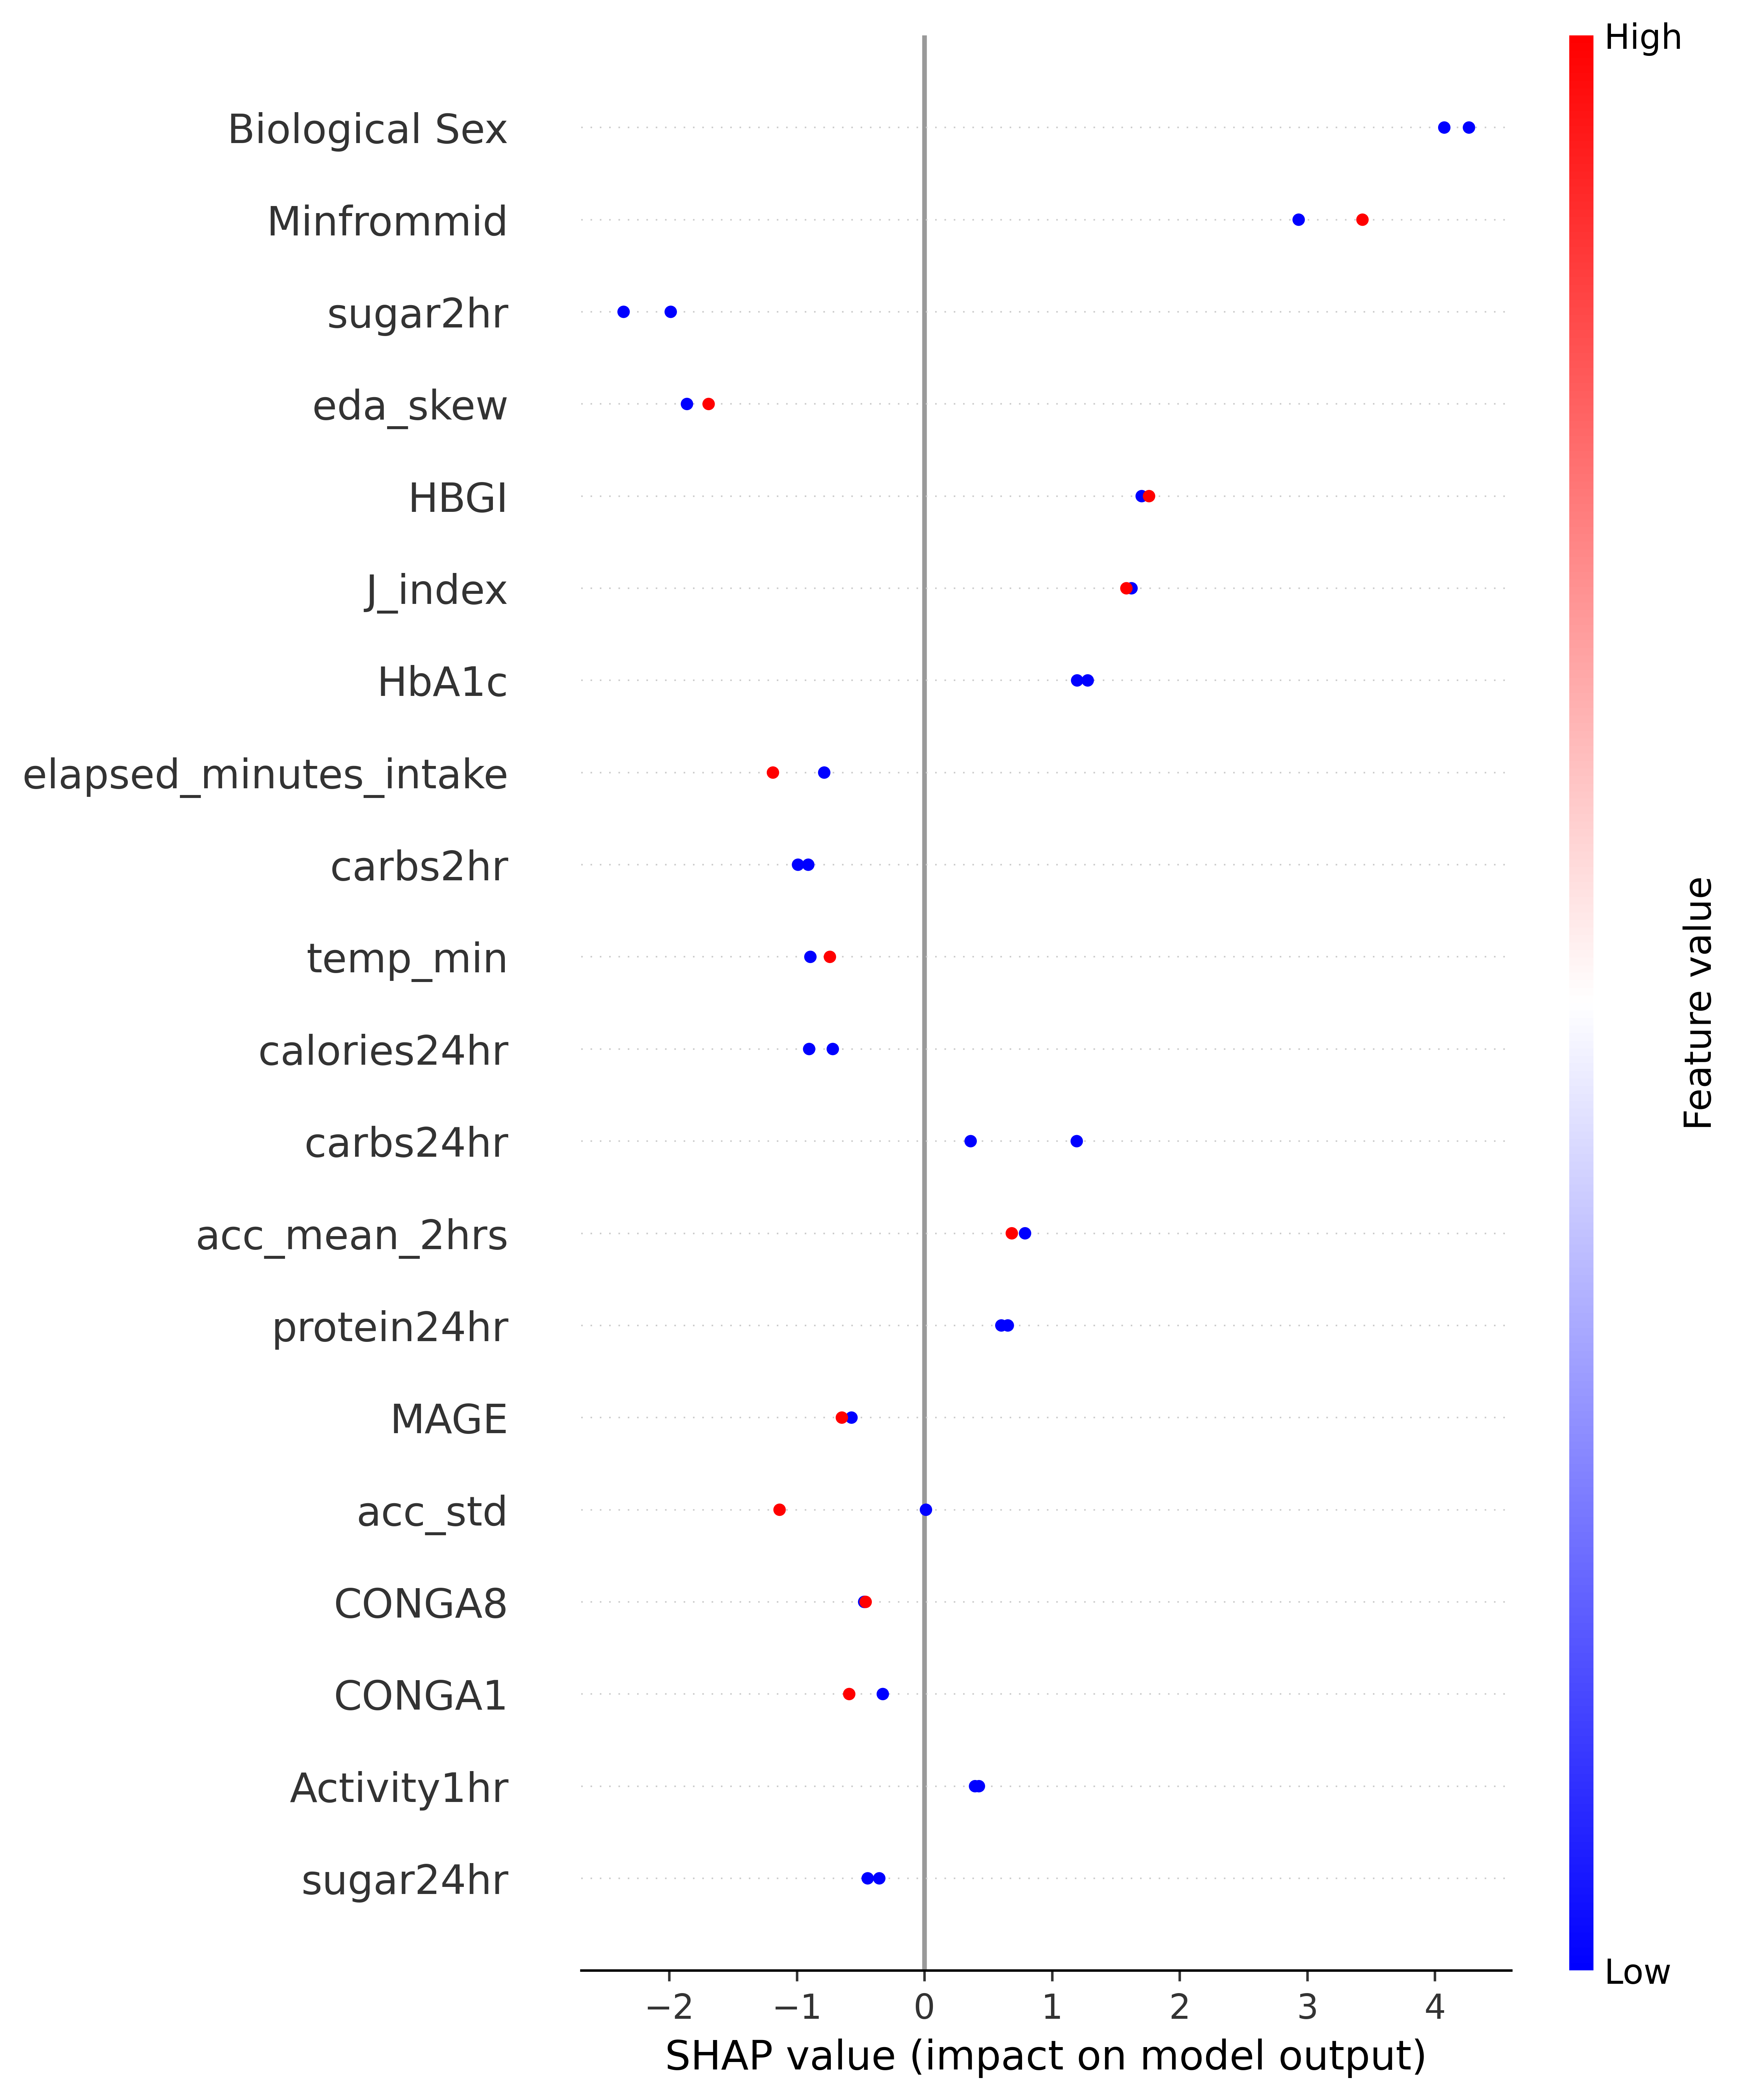 High
Biological Sex
Minfrommid
sugar2hr
eda_skew
HBGI
J_index
HbA1c
elapsed_minutes_intake
carbs2hr
temp_min
calories24hr
carbs24hr
acc_mean_2hrs
protein24hr
MAGE
acc_std
CONGA8
CONGA1
Activity1hr
sugar24hr
Feature value
Low
−2 −1 0 1 2 3 4
SHAP value (impact on model output)